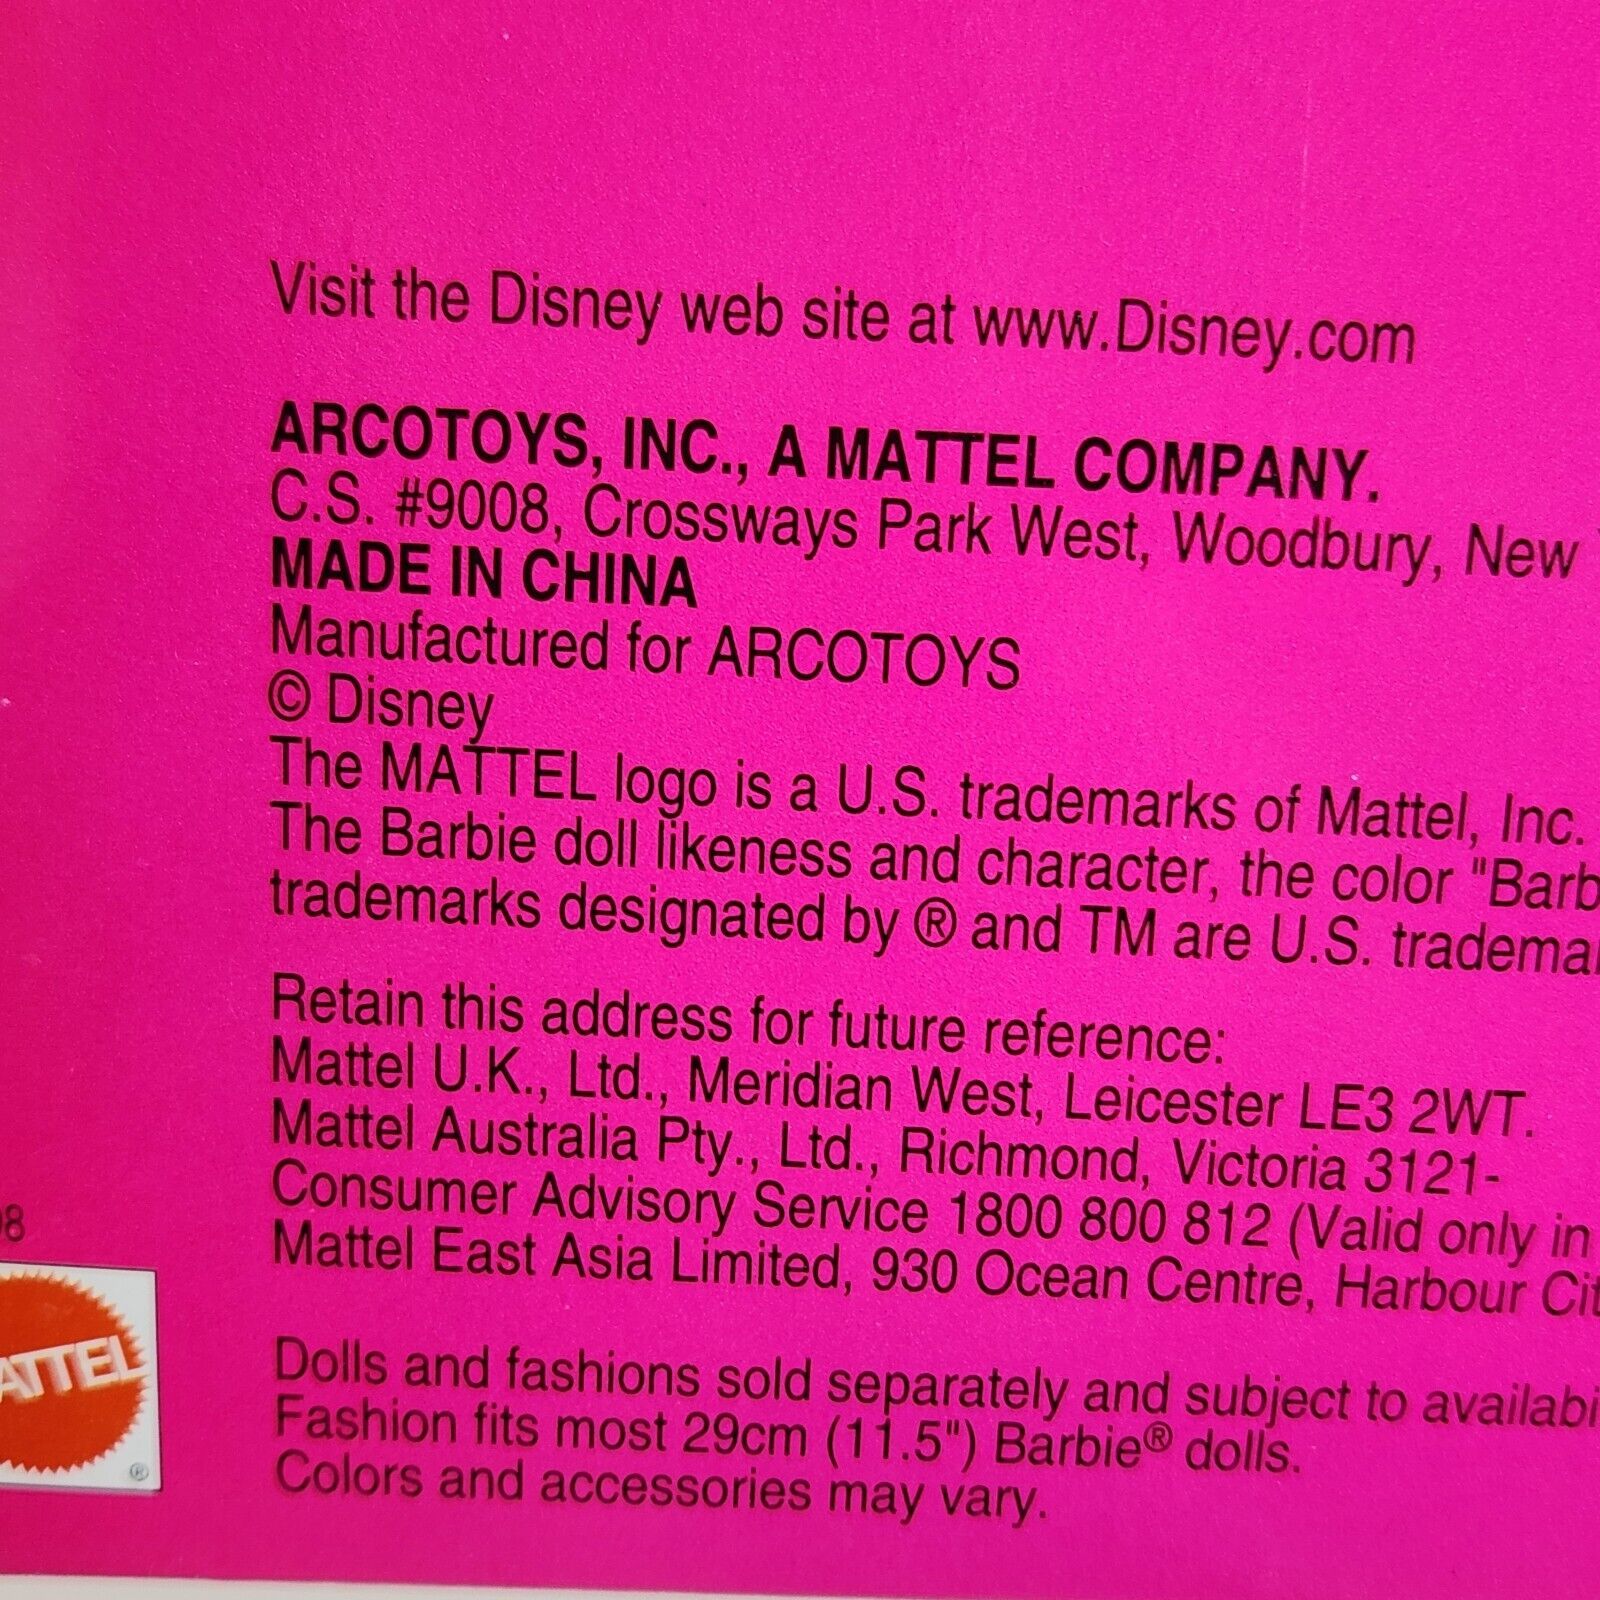 Visit the Disney web site at www.Disney.com
ARCOTOYS, INC., A MATTEL COMPANY.
C.S. #9008, Crossways Park West, Woodbury, New
MADE IN CHINA
Manufactured for ARCOTOYS
© Disney
The MATTEL logo is a U.S. trademarks of Mattel, Inc.
The Barbie doll likeness and character, the color "Barb
trademarks designated by ® and TM are U.S. tradema
Retain this address for future reference:
Mattel U.K., Ltd., Meridian West, Leicester LE3 2WT.
Mattel Australia Pty., Ltd., Richmond, Victoria 3121-
Consumer Advisory Service 1800 800 812 (Valid only in
Mattel East Asia Limited, 930 Ocean Centre, Harbour Cit
Dolls and fashions sold separately and subject to availabi
Fashion fits most 29cm (11.5") Barbie® dolls.
Colors and accessories may vary.
98
ATTEL
®